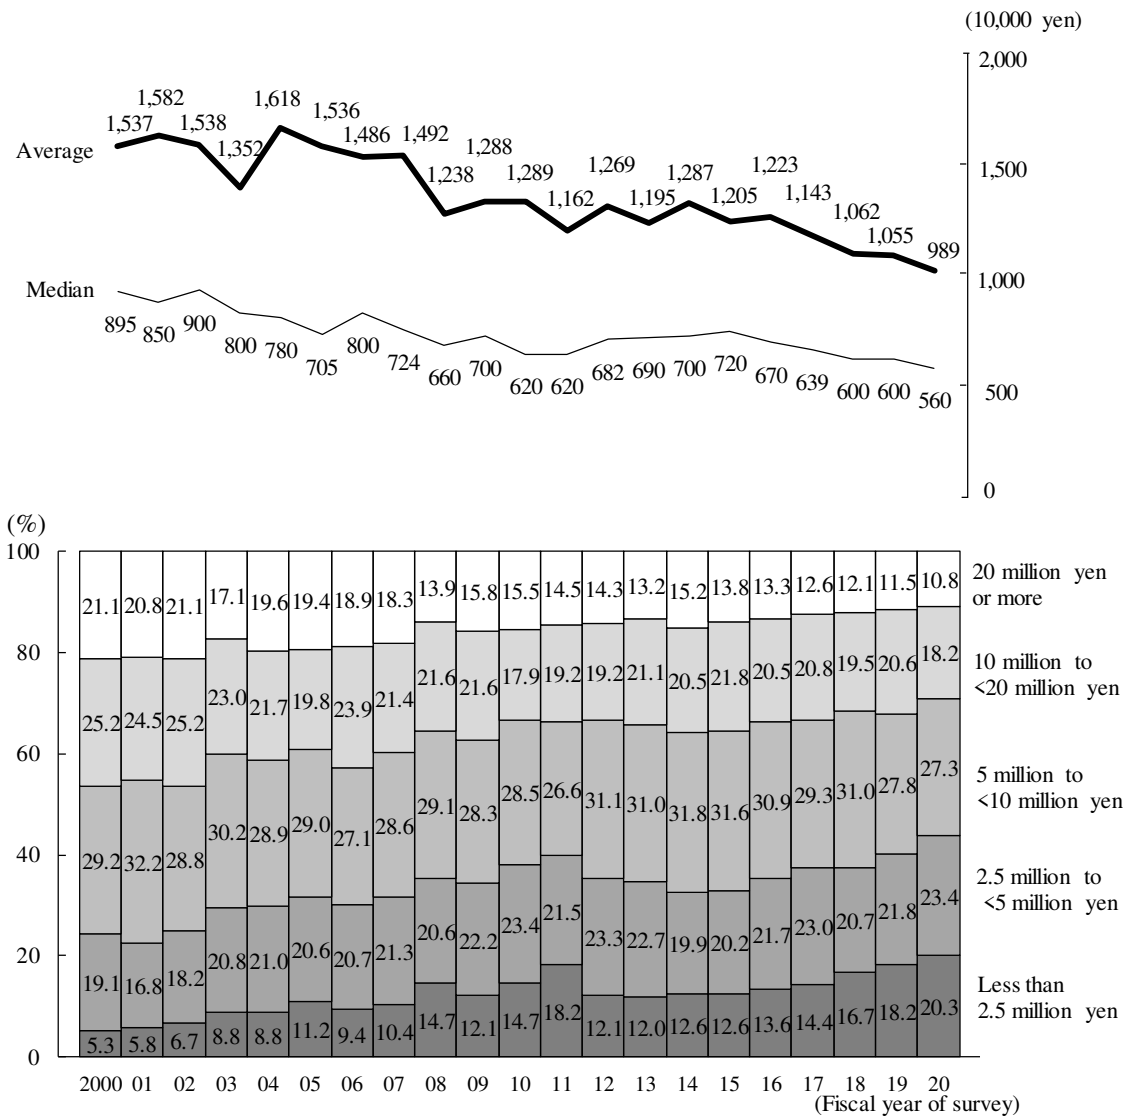 (10,000 yen)
2,000
1,500
1,000
500
0
Average
1,537 1,582 1,538 1,352 1,618 1,536 1,486 1,492 1,238 1,288 1,289 1,162 1,269 1,195 1,287 1,205 1,223 1,143 1,062 1,055 989
Median
895 850 900 800 780 705 800 724 660 700 620 620 682 690 700 720 670 639 600 600 560
(%)
100
80
60
40
20
0
21.1 20.8 21.1 17.1 19.6 19.4 18.9 18.3 13.9 15.8 15.5 14.5 14.3 13.2 15.2 13.8 13.3 12.6 12.1 11.5 10.8
20 million yen
or more
25.2 24.5 25.2 23.0 21.7 19.8 23.9 21.4 21.6 21.6 17.9 19.2 19.2 21.1 20.5 21.8 20.5 20.8 19.5 20.6 18.2
10 million to
<20 million yen
29.2 32.2 28.8 30.2 28.9 29.0 27.1 28.6 29.1 28.3 28.5 26.6 31.1 31.0 31.8 31.6 30.9 29.3 31.0 27.8 27.3
5 million to
<10 million yen
19.1 16.8 18.2 20.8 21.0 20.6 20.7 21.3 20.6 22.2 23.4 21.5 23.3 22.7 19.9 20.2 21.7 23.0 20.7 21.8 23.4
2.5 million to
<5 million yen
5.3 5.8 6.7 8.8 8.8 11.2 9.4 10.4 14.7 12.1 14.7 18.2 12.1 12.0 12.6 12.6 13.6 14.4 16.7 18.2 20.3
Less than
2.5 million yen
2000 01 02 03 04 05 06 07 08 09 10 11 12 13 14 15 16 17 18 19 20
(Fiscal year of survey)